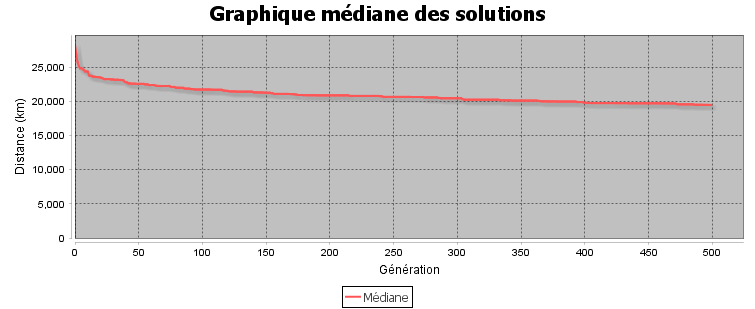 Graphique médiane des solutions
Distance (km)
25,000
20,000
15,000
10,000
5,000
0
0 50 100 150 200 250 300 350 400 450 500
Génération
Médiane